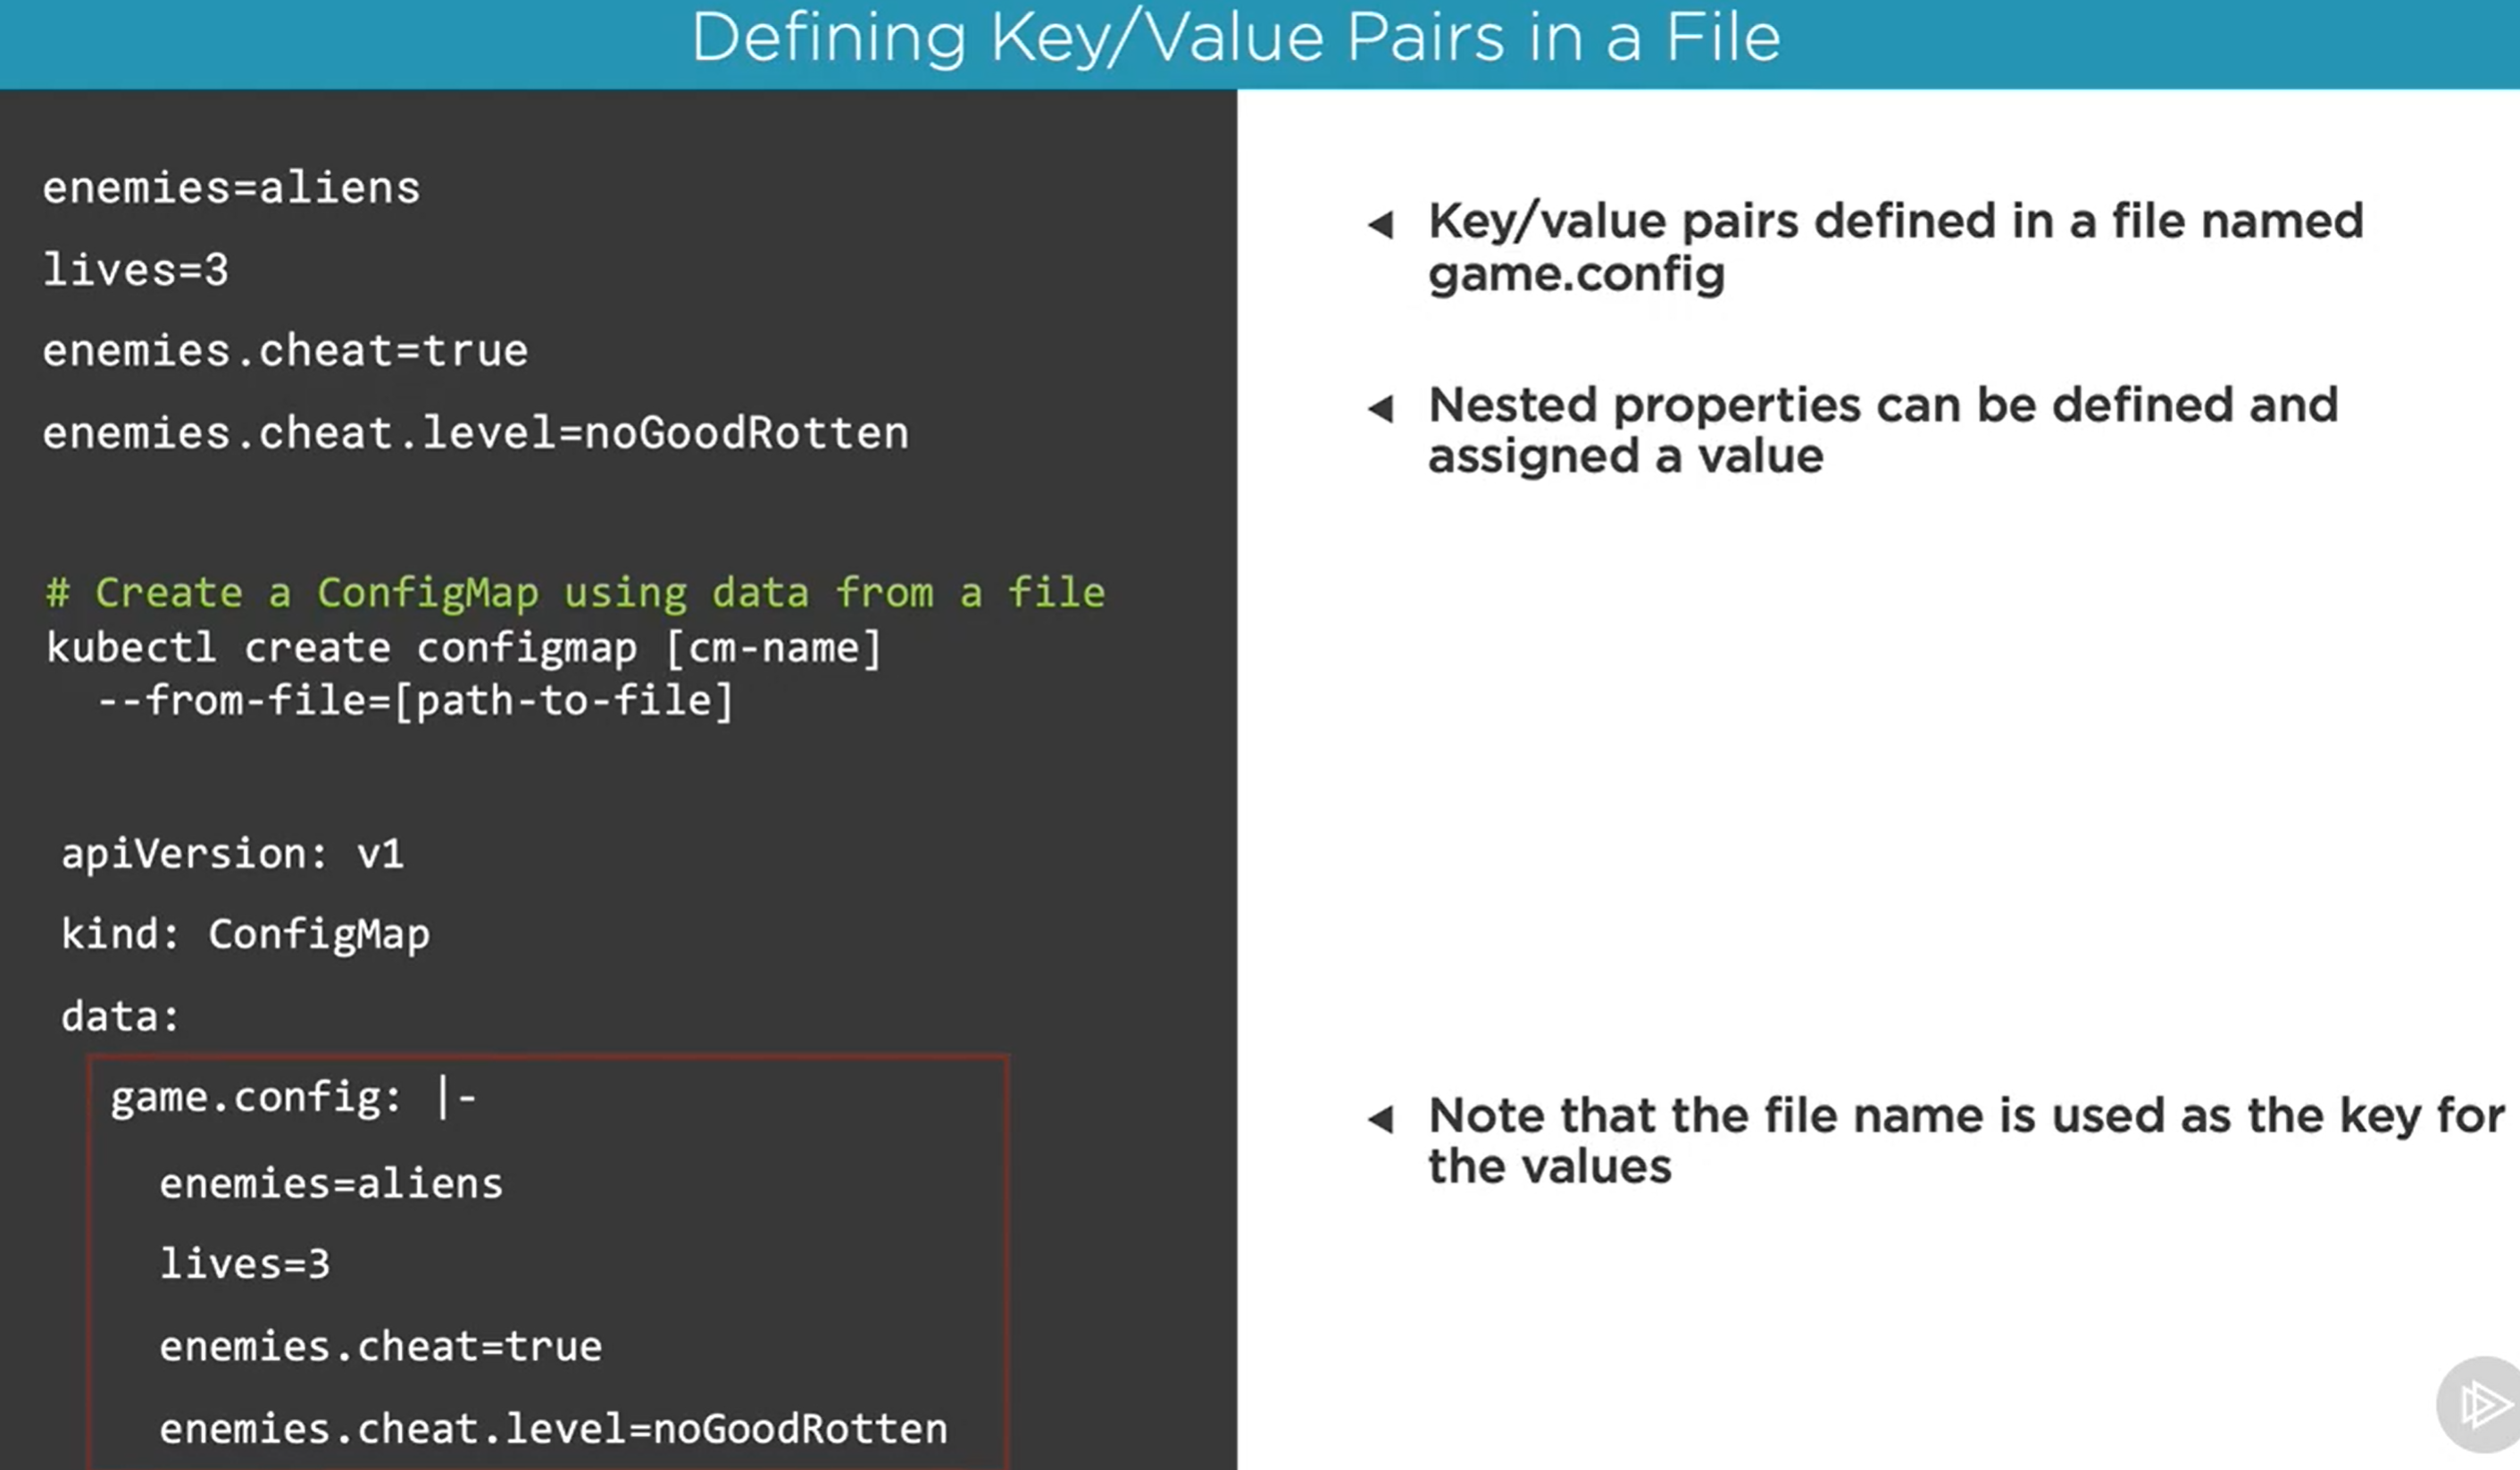 Defining Key/Value Pairs in a File
enemies=aliens
lives=3
enemies.cheat=true
enemies.cheat.level=noGoodRotten
# Create a ConfigMap using data from a file
kubectl create configmap [cm-name]
--from-file=[path-to-file]
apiVersion: v1
kind: ConfigMap
data:
game.config: |-
enemies=aliens
lives=3
enemies.cheat=true
enemies.cheat.level=noGoodRotten
Key/value pairs defined in a file named
game.config
Nested properties can be defined and
assigned a value
Note that the file name is used as the key for
the values